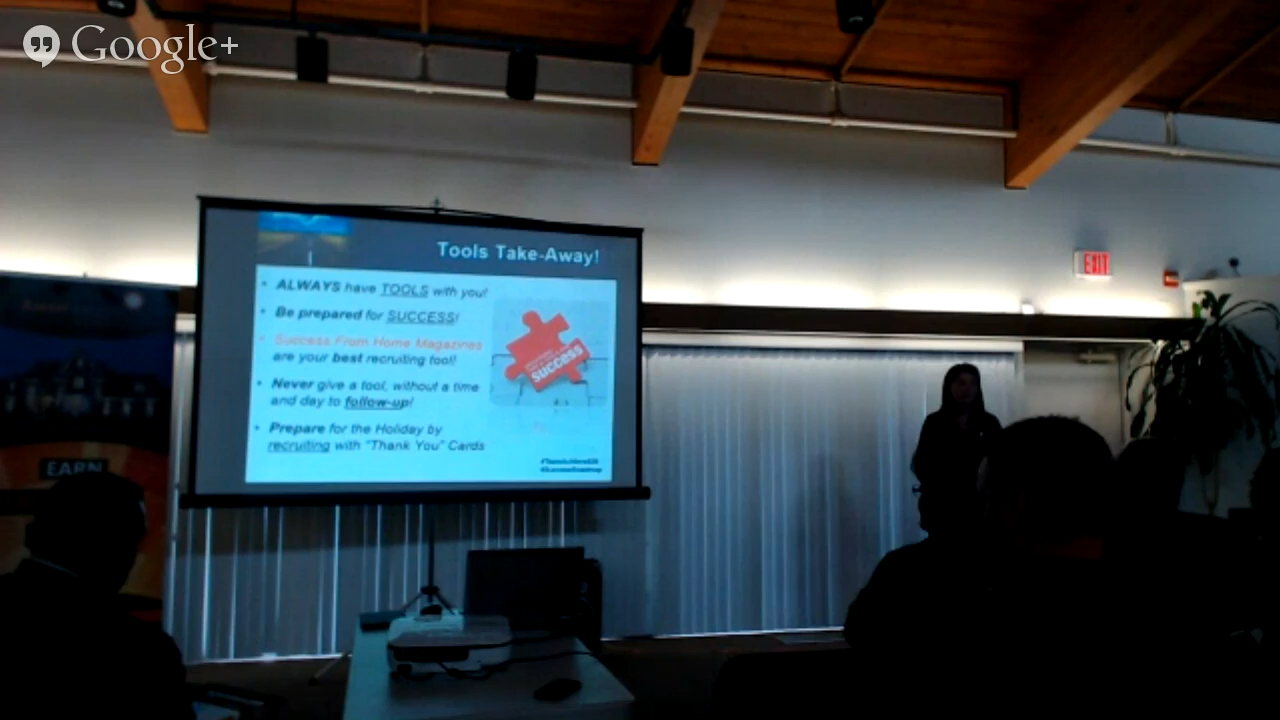 Google+
Tools Take-Away!
• ALWAYS have TOOLS with you!
• Be prepared for SUCCESS!
• Success From Home Magazines
are your best recruiting tool!
• Never give a tool, without a time
and day to follow-up!
• Prepare for the Holiday by
recruiting with "Thank You" Cards
success
EXIT
EARN